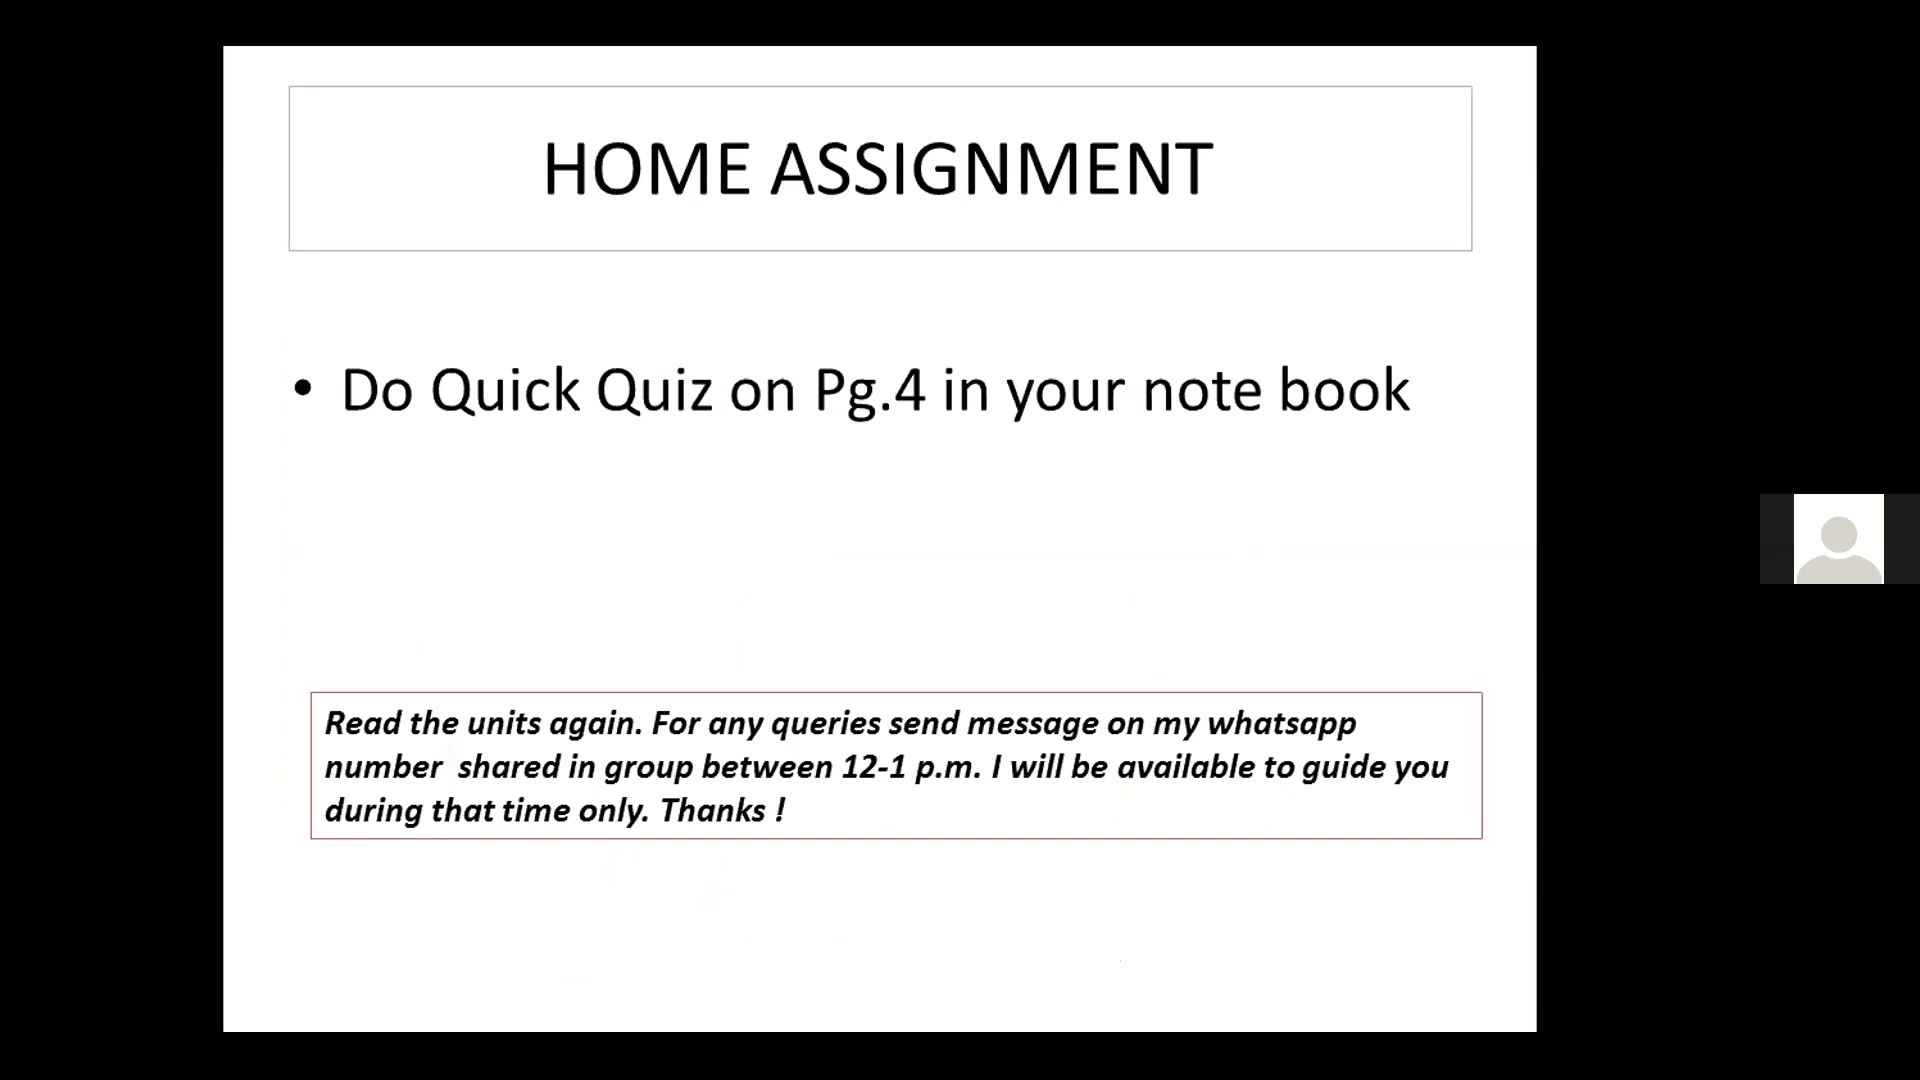 HOME ASSIGNMENT
• Do Quick Quiz on Pg.4 in your note book
Read the units again. For any queries send message on my whatsapp
number  shared in group between 12-1 p.m. I will be available to guide you
during that time only. Thanks !